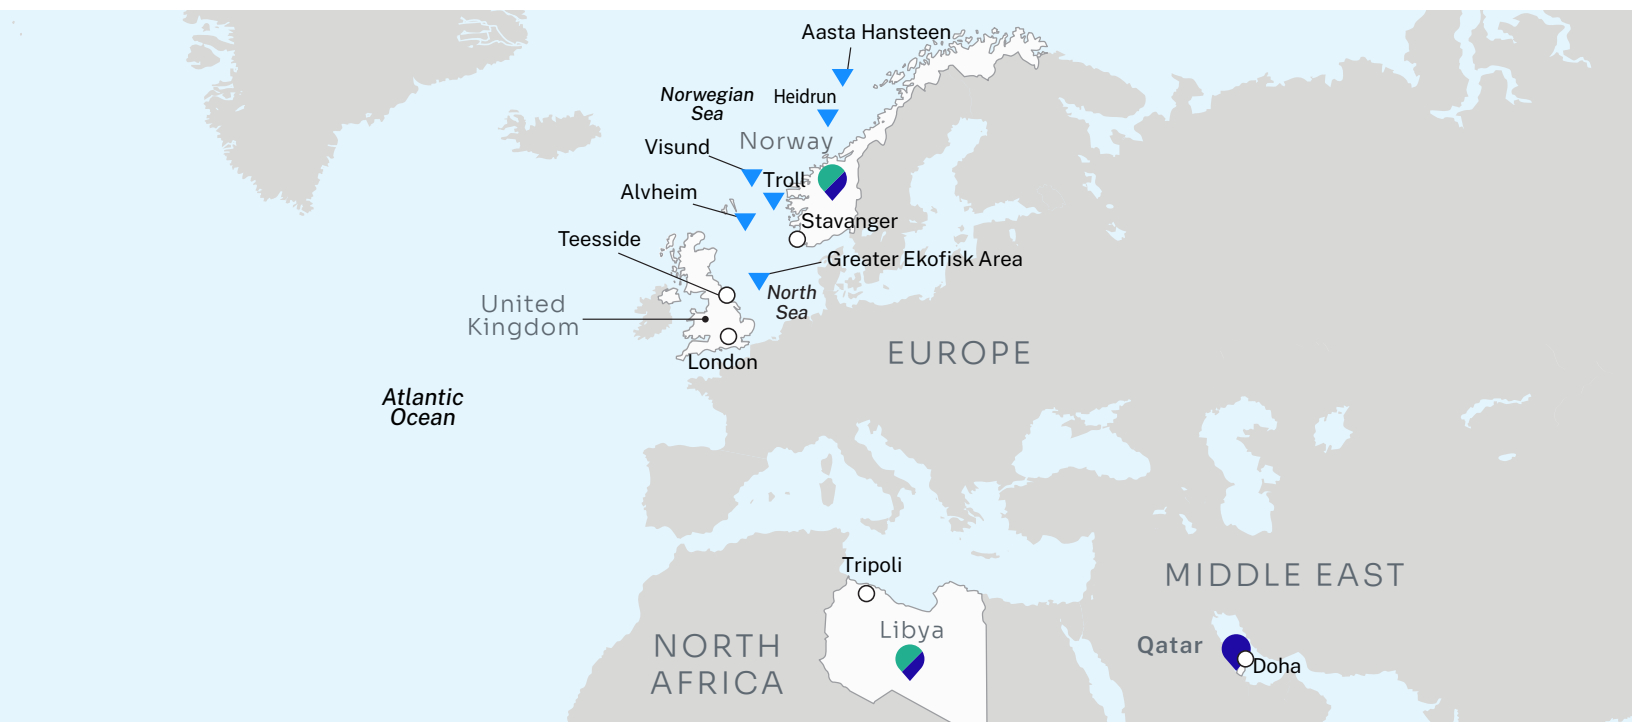 Aasta Hansteen
Norwegian
Sea
Heidrun
Norway
Visund
Troll
Alvheim
Stavanger
Teesside
Greater Ekofisk Area
North
Sea
United
Kingdom
London
EUROPE
Atlantic
Ocean
Tripoli
MIDDLE EAST
Libya
NORTH
AFRICA
Qatar
Doha